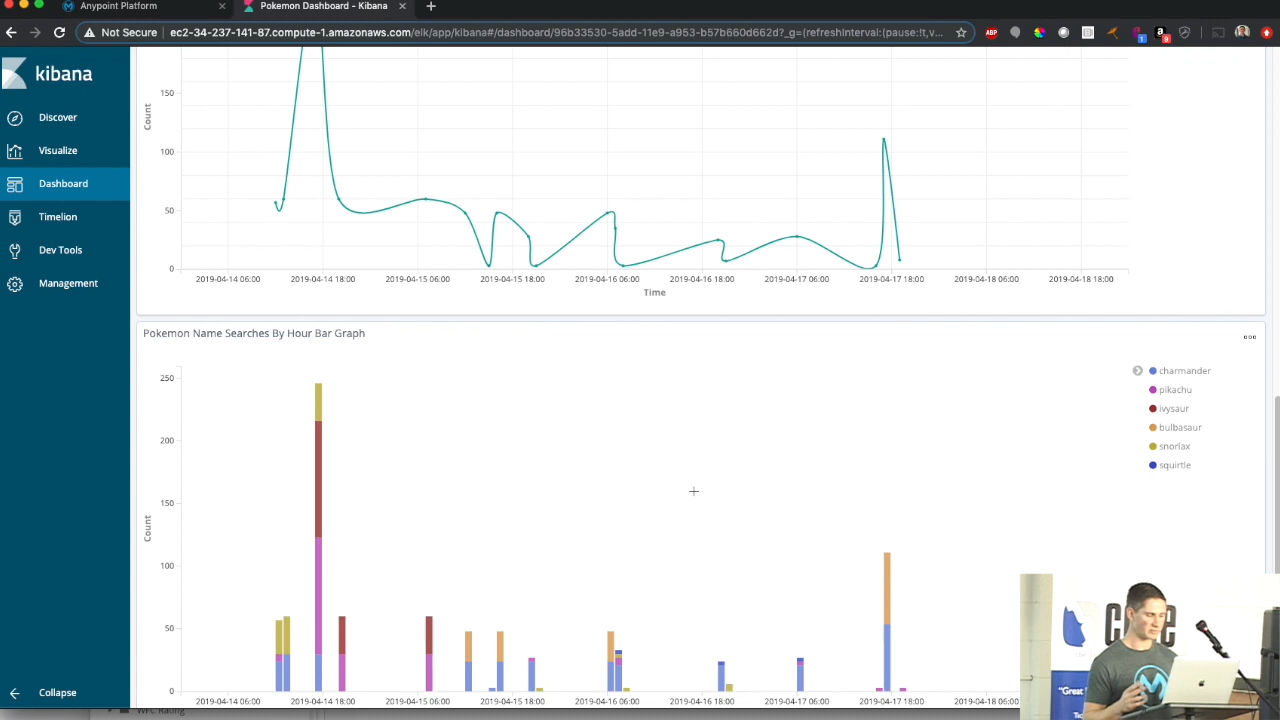 Anypoint Platform
Pokemon Dashboard - Kibana
Not Secure
ec2-34-237-141-87.compute-1.amazonaws.com/elk/app/kibana#/dashboard/96b33530-5add-11e9-a953-b57b660d662d?_g=(refreshInterval:(pause:!t,v...
ABP
1
9
kibana
Discover
Visualize
Dashboard
Timelion
Dev Tools
Management
Collapse
Count
150
100
50
0
2019-04-14 06:00
2019-04-14 18:00
2019-04-15 06:00
2019-04-15 18:00
2019-04-16 06:00
2019-04-16 18:00
2019-04-17 06:00
2019-04-17 18:00
2019-04-18 06:00
2019-04-18 18:00
Time
Pokemon Name Searches By Hour Bar Graph
Count
250
200
150
100
50
0
charmander
pikachu
ivysaur
bulbasaur
snorlax
squirtle
2019-04-14 06:00
2019-04-14 18:00
2019-04-15 06:00
2019-04-15 18:00
2019-04-16 06:00
2019-04-16 18:00
2019-04-17 06:00
2019-04-17 18:00
2019-04-18 06:00
"Great